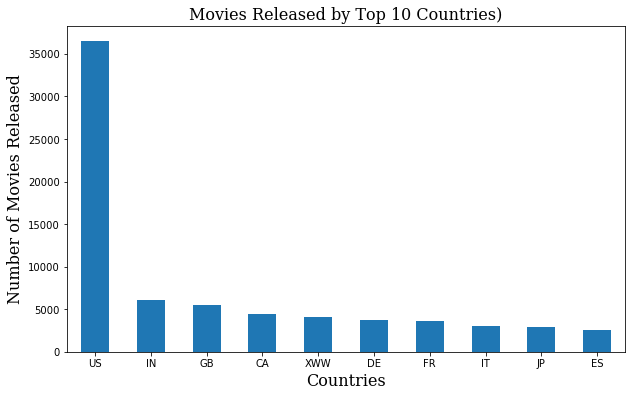 Movies Released by Top 10 Countries)
Number of Movies Released
35000
30000
25000
20000
15000
10000
5000
0
US IN GB CA XWW DE FR IT JP ES
Countries